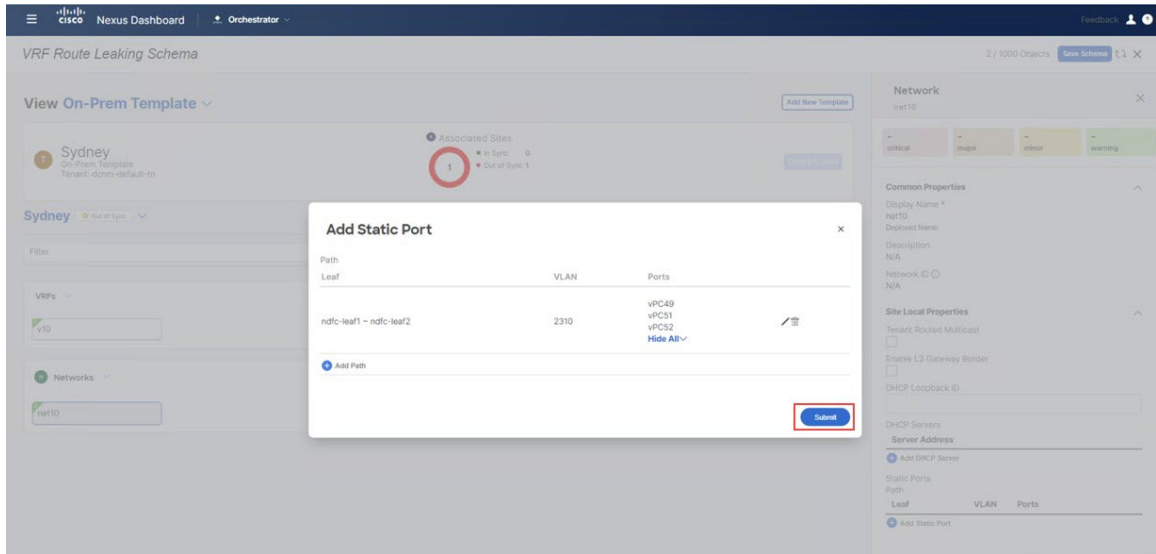 cisco Nexus Dashboard Orchestrator Feedback
VRF Route Leaking Schema 2 / 1000 Objects Save Schema
View On-Prem Template Add New Template
Network
net10
Sydney
On-Prem Template
Tenant: dcnm-default-tn
Associated Sites
1
In Sync 0
Out of Sync 1
- critical
- major
- minor
- warning
Sydney Out of Sync
Filter
VRFs
v10
Networks
net10
Add Static Port
Path
Leaf VLAN Ports
ndfc-leaf1 – ndfc-leaf2 2310
vPC49
vPC51
vPC52
Hide All
Add Path
Submit
Common Properties
Display Name *
net10
Deployed Name:
Description
N/A
Network ID
N/A
Site Local Properties
Tenant Routed Multicast
Enable L3 Gateway Border
DHCP Loopback ID
DHCP Servers
Server Address
Add DHCP Server
Static Ports
Path
Leaf VLAN Ports
Add Static Port